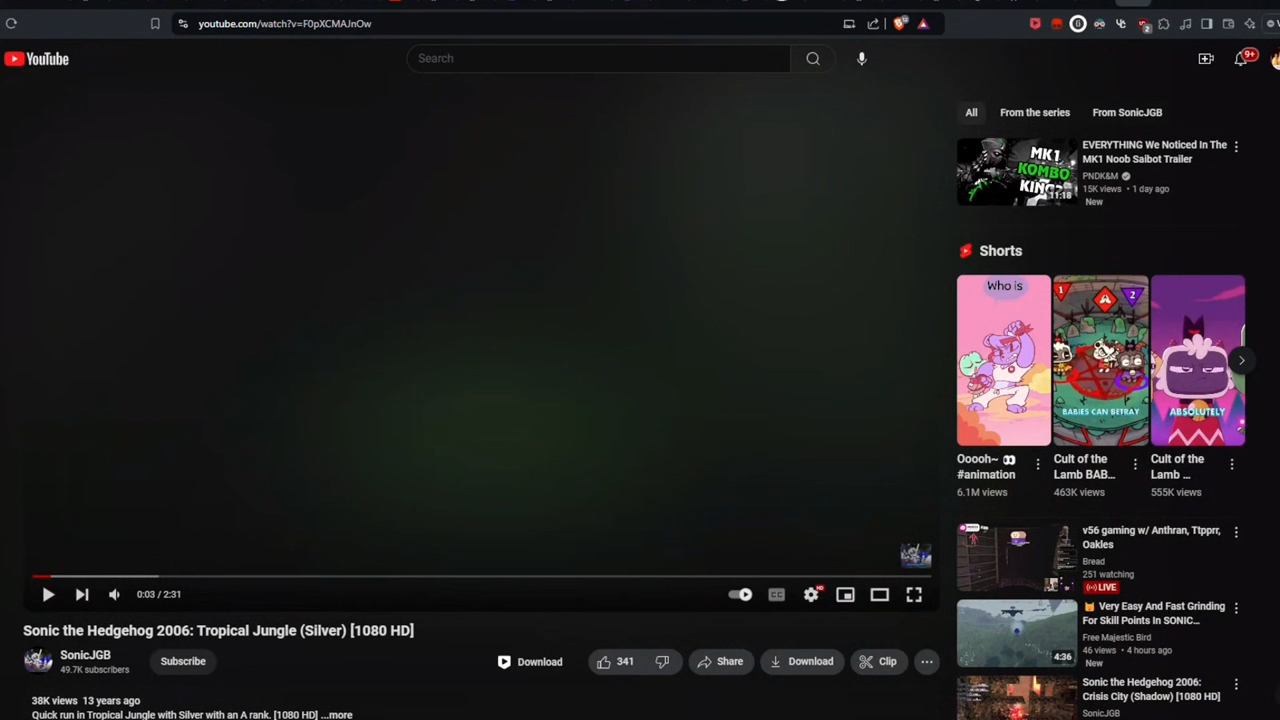 youtube.com/watch?v=F0pXCMAJnOw
YouTube
Search
9+
All
From the series
From SonicJGB
MK1
KOMBO
KING?
11:18
EVERYTHING We Noticed In The
MK1 Noob Saibot Trailer
PNDK&M
15K views • 1 day ago
New
Shorts
Who is
1
2
BABIES CAN BETRAY
ABSOLUTELY
Ooooh~ 👀
#animation
6.1M views
Cult of the
Lamb BAB...
463K views
Cult of the
Lamb ...
555K views
v56 gaming w/ Anthran, Ttpprr,
Oakles
Bread
251 watching
LIVE
4:36
Very Easy And Fast Grinding
For Skill Points In SONIC...
Free Majestic Bird
46 views • 4 hours ago
New
Sonic the Hedgehog 2006:
Crisis City (Shadow) [1080 HD]
SonicJGB
0:03 / 2:31
CC
HD
Sonic the Hedgehog 2006: Tropical Jungle (Silver) [1080 HD]
SonicJGB
49.7K subscribers
Subscribe
Download
341
Share
Download
Clip
38K views 13 years ago
Quick run in Tropical Jungle with Silver with an A rank. [1080 HD] ...more